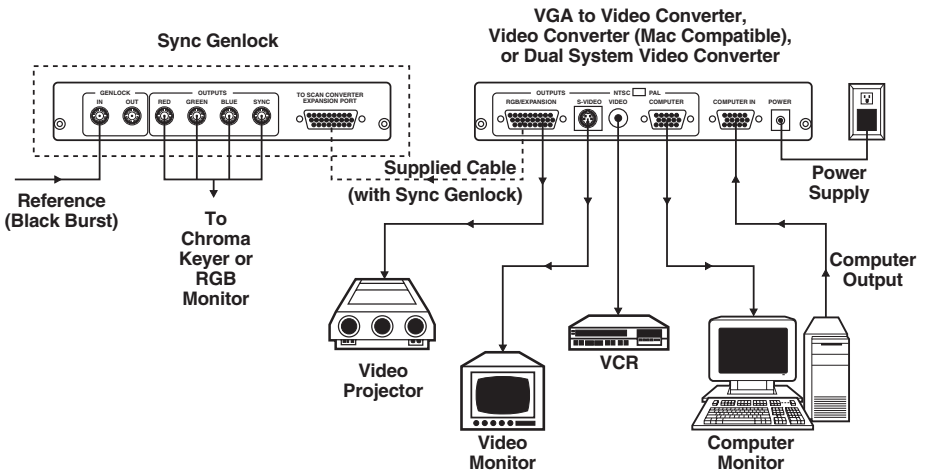 VGA to Video Converter,
Video Converter (Mac Compatible),
or Dual System Video Converter
Sync Genlock
GENLOCK
IN
OUT
OUTPUTS
RED
GREEN
BLUE
SYNC
TO SCAN CONVERTER
EXPANSION PORT
OUTPUTS
NTSC
PAL
RGB/EXPANSION
S-VIDEO
VIDEO
COMPUTER
COMPUTER IN
POWER
Supplied Cable
(with Sync Genlock)
Power
Supply
Reference
(Black Burst)
To
Chroma
Keyer or
RGB
Monitor
Computer
Output
Video
Projector
VCR
Video
Monitor
Computer
Monitor